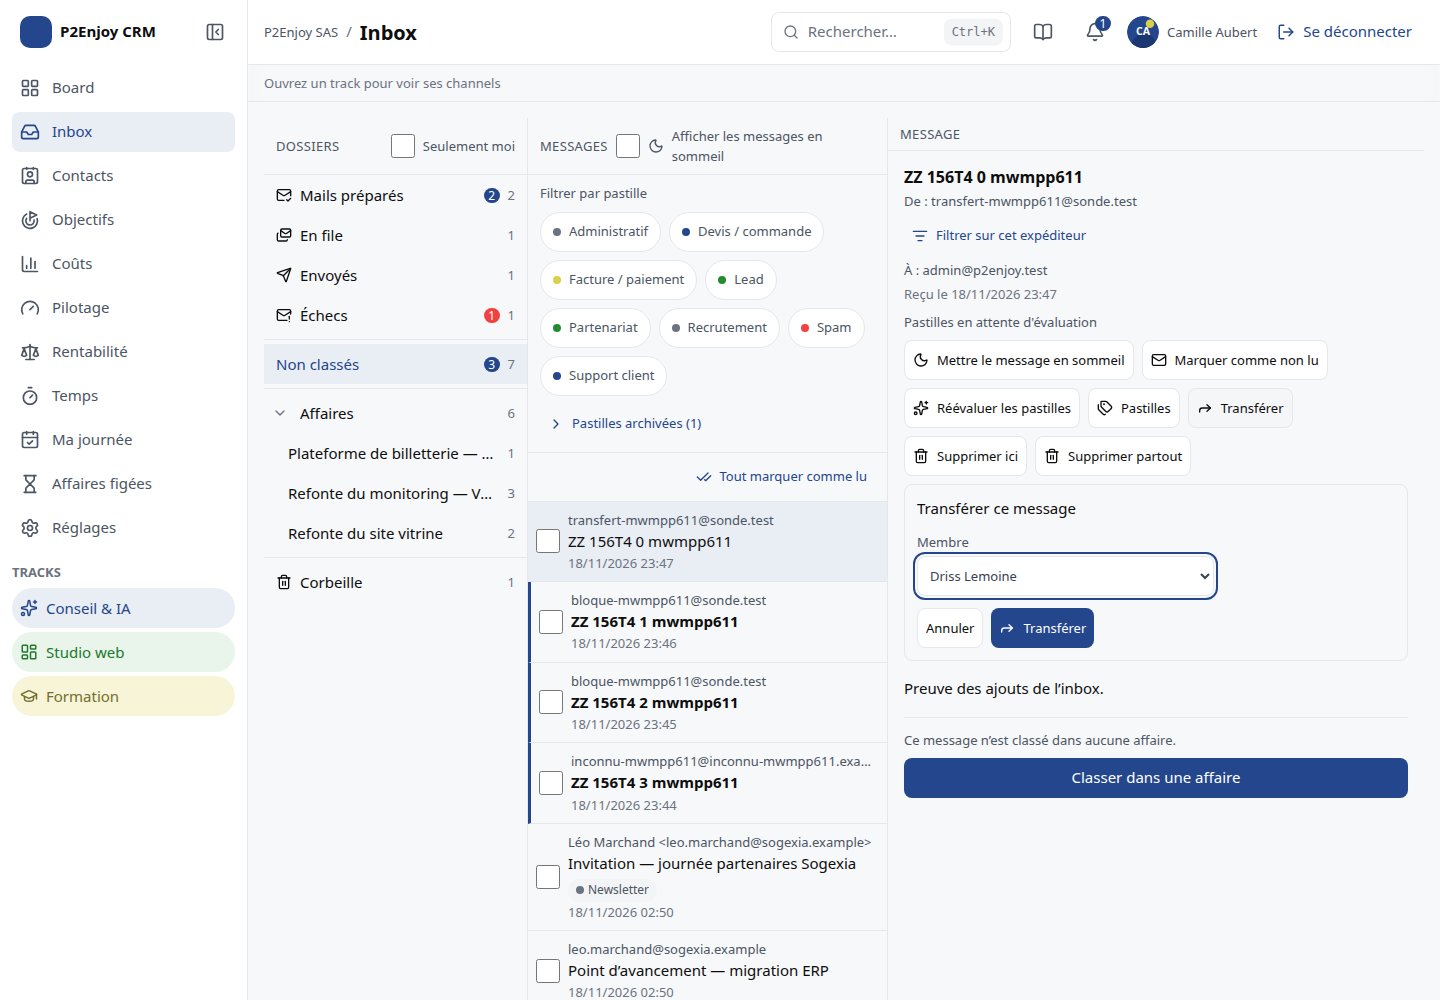 P2Enjoy CRM
Board
Inbox
Contacts
Objectifs
Coûts
Pilotage
Rentabilité
Temps
Ma journée
Affaires figées
Réglages
TRACKS
Conseil & IA
Studio web
Formation
P2Enjoy SAS / Inbox
Rechercher... Ctrl+K
1
CA
Camille Aubert
Se déconnecter
Ouvrez un track pour voir ses channels
DOSSIERS
Seulement moi
Mails préparés 2 2
En file 1
Envoyés 1
Échecs 1 1
Non classés 3 7
Affaires 6
Plateforme de billetterie — ... 1
Refonte du monitoring — V... 3
Refonte du site vitrine 2
Corbeille 1
MESSAGES
Afficher les messages en
sommeil
Filtrer par pastille
Administratif
Devis / commande
Facture / paiement
Lead
Partenariat
Recrutement
Spam
Support client
Pastilles archivées (1)
Tout marquer comme lu
transfert-mwmpp611@sonde.test
ZZ 156T4 0 mwmpp611
18/11/2026 23:47
bloque-mwmpp611@sonde.test
ZZ 156T4 1 mwmpp611
18/11/2026 23:46
bloque-mwmpp611@sonde.test
ZZ 156T4 2 mwmpp611
18/11/2026 23:45
inconnu-mwmpp611@inconnu-mwmpp611.exa...
ZZ 156T4 3 mwmpp611
18/11/2026 23:44
Léo Marchand <leo.marchand@sogexia.example>
Invitation — journée partenaires Sogexia
Newsletter
18/11/2026 02:50
leo.marchand@sogexia.example
Point d’avancement — migration ERP
18/11/2026 02:50
MESSAGE
ZZ 156T4 0 mwmpp611
De : transfert-mwmpp611@sonde.test
Filtrer sur cet expéditeur
À : admin@p2enjoy.test
Reçu le 18/11/2026 23:47
Pastilles en attente d'évaluation
Mettre le message en sommeil
Marquer comme non lu
Réévaluer les pastilles
Pastilles
Transférer
Supprimer ici
Supprimer partout
Transférer ce message
Membre
Driss Lemoine
Annuler
Transférer
Preuve des ajouts de l’inbox.
Ce message n’est classé dans aucune affaire.
Classer dans une affaire